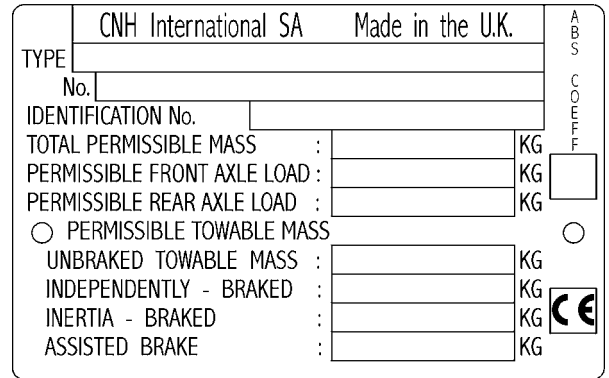 CNH International SA Made in the U.K.
TYPE
No.
IDENTIFICATION No.
TOTAL PERMISSIBLE MASS : KG
PERMISSIBLE FRONT AXLE LOAD : KG
PERMISSIBLE REAR AXLE LOAD : KG
PERMISSIBLE TOWABLE MASS
UNBRAKED TOWABLE MASS : KG
INDEPENDENTLY - BRAKED : KG
INERTIA - BRAKED : KG
ASSISTED BRAKE : KG
ABS COEFF
CE